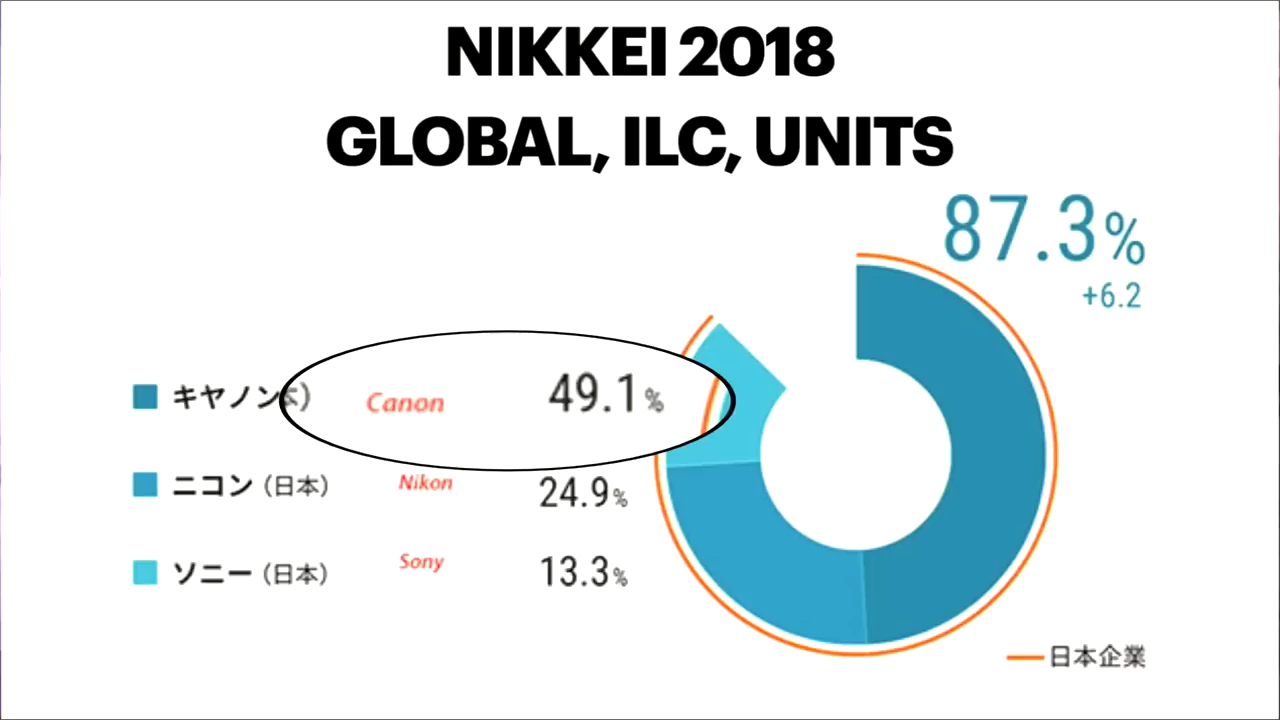 NIKKEI 2018
GLOBAL, ILC, UNITS
87.3%
+6.2
キヤノン 本） Canon 49.1%
ニコン（日本） Nikon 24.9%
ソニー（日本） Sony 13.3%
日本企業